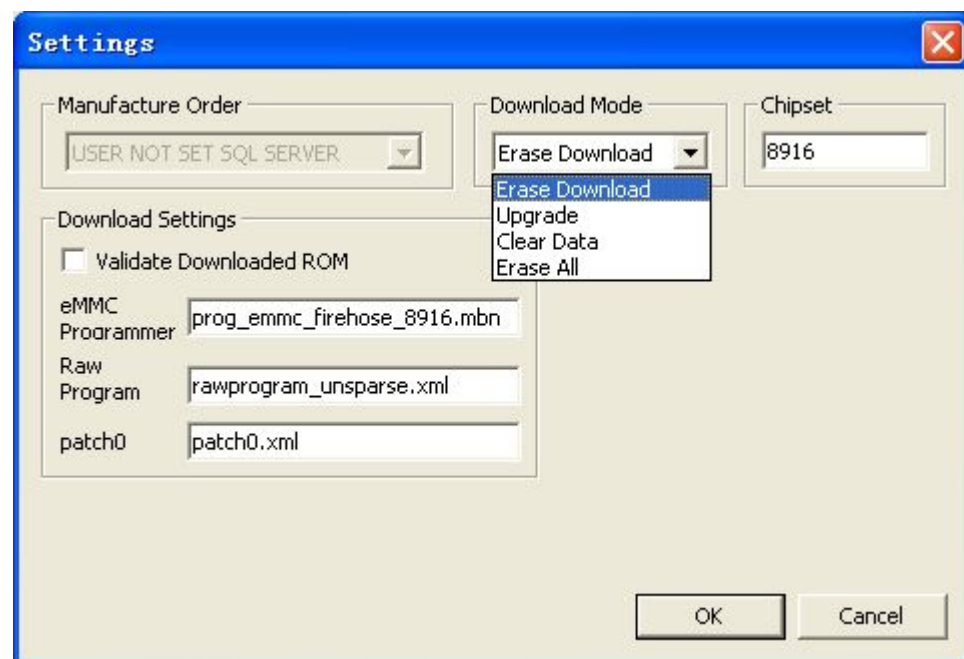 Settings
Manufacture Order
USER NOT SET SQL SERVER
Download Mode
Erase Download
Erase Download
Upgrade
Clear Data
Erase All
Chipset
8916
Download Settings
Validate Downloaded ROM
eMMC
Programmer
prog_emmc_firehose_8916.mbn
Raw
Program
rawprogram_unsparse.xml
patch0
patch0.xml
OK
Cancel